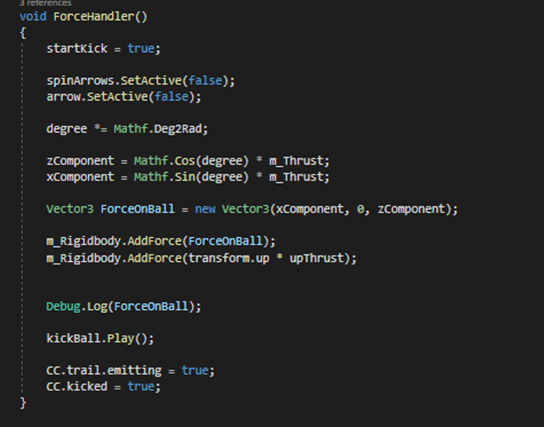 3 references
void ForceHandler()
{
startKick = true;
spinArrows.SetActive(false);
arrow.SetActive(false);
degree *= Mathf.Deg2Rad;
zComponent = Mathf.Cos(degree) * m_Thrust;
xComponent = Mathf.Sin(degree) * m_Thrust;
Vector3 ForceOnBall = new Vector3(xComponent, 0, zComponent);
m_Rigidbody.AddForce(ForceOnBall);
m_Rigidbody.AddForce(transform.up * upThrust);
Debug.Log(ForceOnBall);
kickBall.Play();
CC.trail.emitting = true;
CC.kicked = true;
}